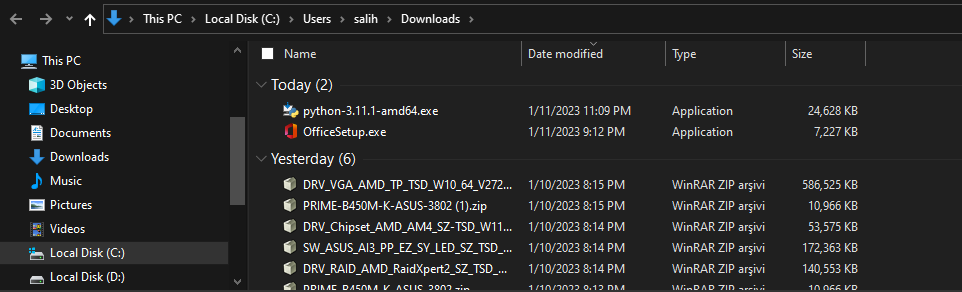 This PC > Local Disk (C:) > Users > salih > Downloads >
This PC
3D Objects
Desktop
Documents
Downloads
Music
Pictures
Videos
Local Disk (C:)
Local Disk (D:)
Name Date modified Type Size
Today (2)
python-3.11.1-amd64.exe 1/11/2023 11:09 PM Application 24,628 KB
OfficeSetup.exe 1/11/2023 9:12 PM Application 7,227 KB
Yesterday (6)
DRV_VGA_AMD_TP_TSD_W10_64_V272... 1/10/2023 8:15 PM WinRAR ZIP arşivi 586,525 KB
PRIME-B450M-K-ASUS-3802 (1).zip 1/10/2023 8:15 PM WinRAR ZIP arşivi 10,966 KB
DRV_Chipset_AMD_AM4_SZ-TSD_W11... 1/10/2023 8:15 PM WinRAR ZIP arşivi 53,575 KB
SW_ASUS_AI3_PP_EZ_SY_LED_SZ_TSD_... 1/10/2023 8:14 PM WinRAR ZIP arşivi 172,363 KB
DRV_RAID_AMD_RaidXpert2_SZ_TSD_... 1/10/2023 8:14 PM WinRAR ZIP arşivi 140,553 KB
PRIME-B450M-K-ASUS-3802.zip 1/10/2023 8:13 PM WinRAR ZIP arşivi 10,966 KB